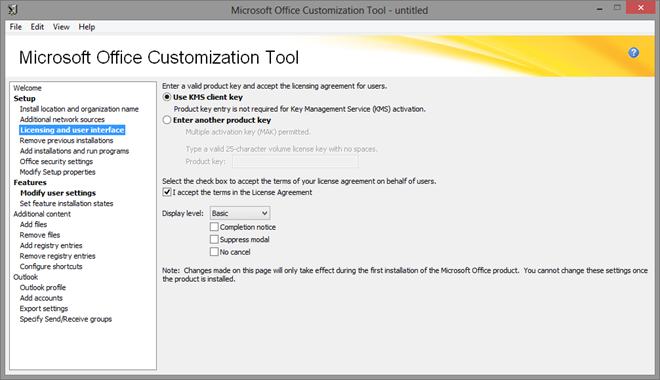 Microsoft Office Customization Tool - untitled
File Edit View Help
Microsoft Office Customization Tool
?
Welcome
Setup
Install location and organization name
Additional network sources
Licensing and user interface
Remove previous installations
Add installations and run programs
Office security settings
Modify Setup properties
Features
Modify user settings
Set feature installation states
Additional content
Add files
Remove files
Add registry entries
Remove registry entries
Configure shortcuts
Outlook
Outlook profile
Add accounts
Export settings
Specify Send/Receive groups
Enter a valid product key and accept the licensing agreement for users.
Use KMS client key
Product key entry is not required for Key Management Service (KMS) activation.
Enter another product key
Multiple activation key (MAK) permitted.
Type a valid 25-character volume license key with no spaces.
Product key:
Select the check box to accept the terms of your license agreement on behalf of users.
I accept the terms in the License Agreement
Display level: Basic
Completion notice
Suppress modal
No cancel
Note: Changes made on this page will only take effect during the first installation of the Microsoft Office product. You cannot change these settings once
the product is installed.